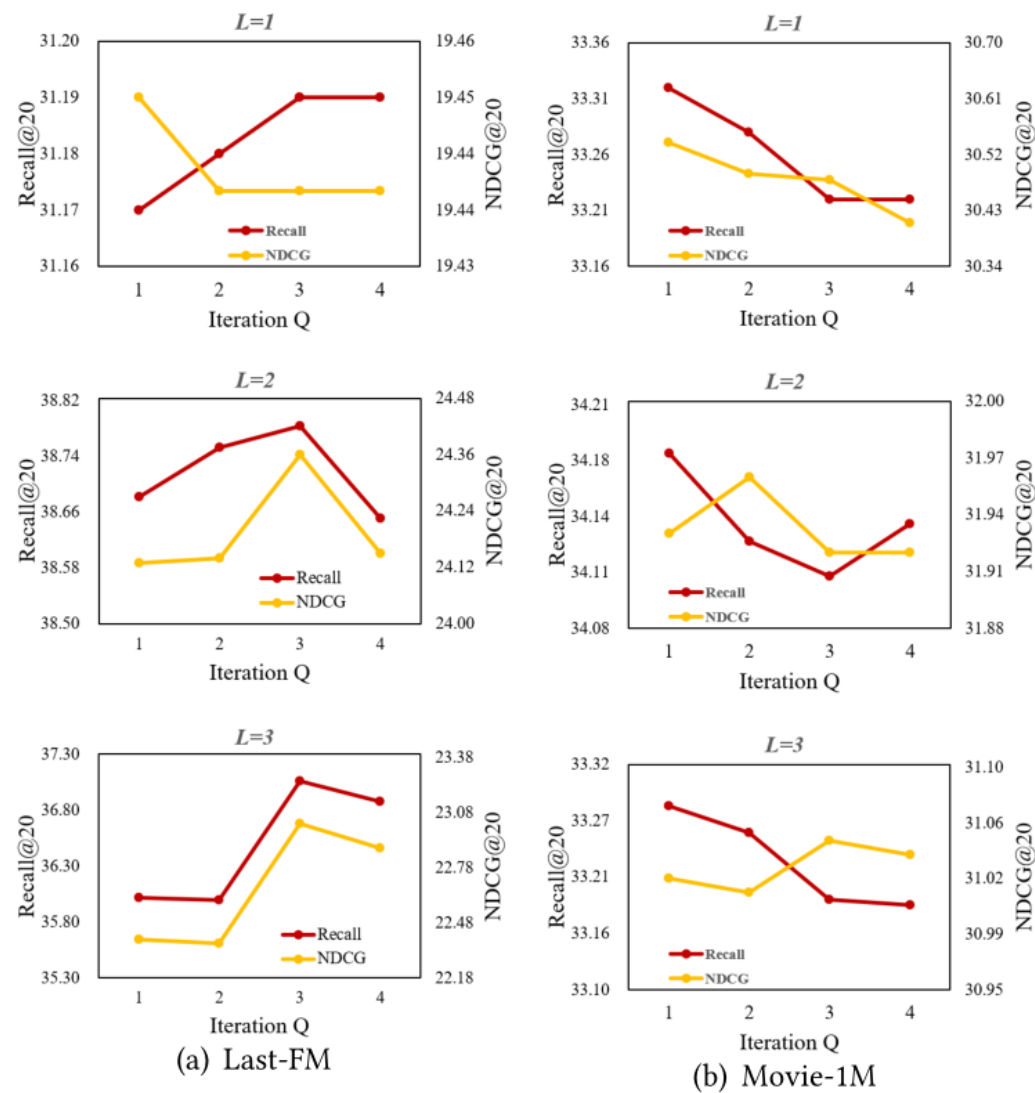 L=1
31.20
31.19
31.18
31.17
31.16
Recall@20
19.46
19.45
19.44
19.44
19.43
NDCG@20
Recall
NDCG
1 2 3 4
Iteration Q
L=1
33.36
33.31
33.26
33.21
33.16
Recall@20
30.70
30.61
30.52
30.43
30.34
NDCG@20
Recall
NDCG
1 2 3 4
Iteration Q
L=2
38.82
38.74
38.66
38.58
38.50
Recall@20
24.48
24.36
24.24
24.12
24.00
NDCG@20
Recall
NDCG
1 2 3 4
Iteration Q
L=2
34.21
34.18
34.14
34.11
34.08
Recall@20
32.00
31.97
31.94
31.91
31.88
NDCG@20
Recall
NDCG
1 2 3 4
Iteration Q
L=3
37.30
36.80
36.30
35.80
35.30
Recall@20
23.38
23.08
22.78
22.48
22.18
NDCG@20
Recall
NDCG
1 2 3 4
Iteration Q
(a) Last-FM
L=3
33.32
33.27
33.21
33.16
33.10
Recall@20
31.10
31.06
31.02
30.99
30.95
NDCG@20
Recall
NDCG
1 2 3 4
Iteration Q
(b) Movie-1M